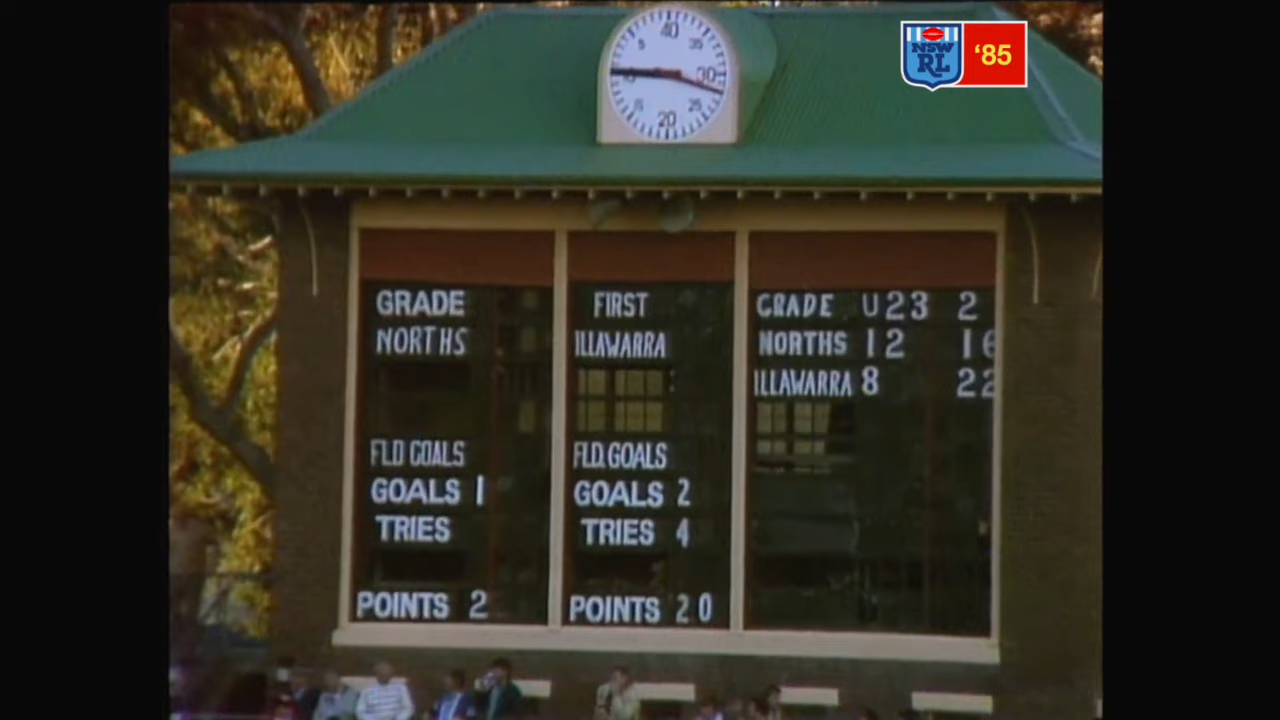 NSW
RL
'85
40
5
35
30
25
20
GRADE
NORTHS
FLD GOALS
GOALS 1
TRIES
POINTS 2
FIRST
ILLAWARRA
FLD. GOALS
GOALS 2
TRIES 4
POINTS 20
GRADE U23 2
NORTHS 12 16
ILLAWARRA 8 22